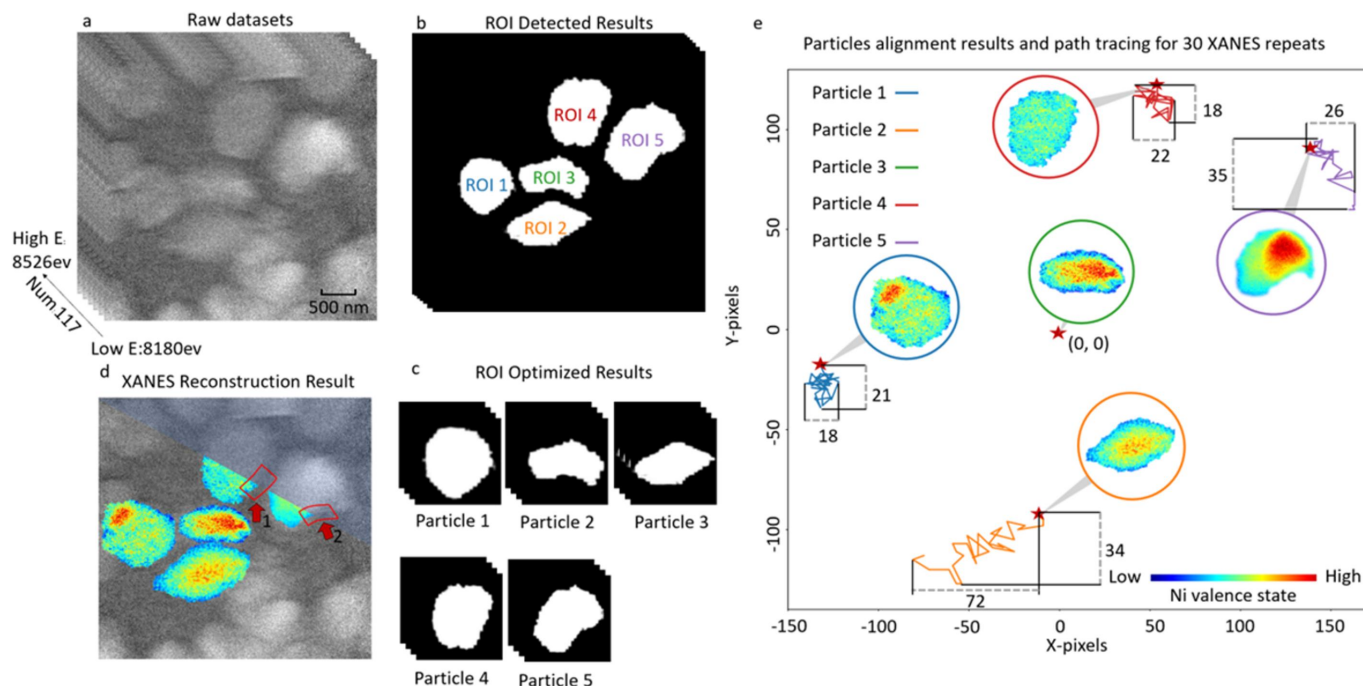 a
Raw datasets
High E:
8526ev
Num 117
Low E:8180ev
500 nm
b
ROI Detected Results
ROI 4
ROI 5
ROI 1
ROI 3
ROI 2
d
XANES Reconstruction Result
1
2
c
ROI Optimized Results
Particle 1
Particle 2
Particle 3
Particle 4
Particle 5
e
Particles alignment results and path tracing for 30 XANES repeats
Particle 1
Particle 2
Particle 3
Particle 4
Particle 5
18
22
26
35
(0, 0)
21
18
34
72
Low
High
Ni valence state
Y-pixels
100
50
0
-50
-100
-150
-100
-50
0
50
100
150
X-pixels